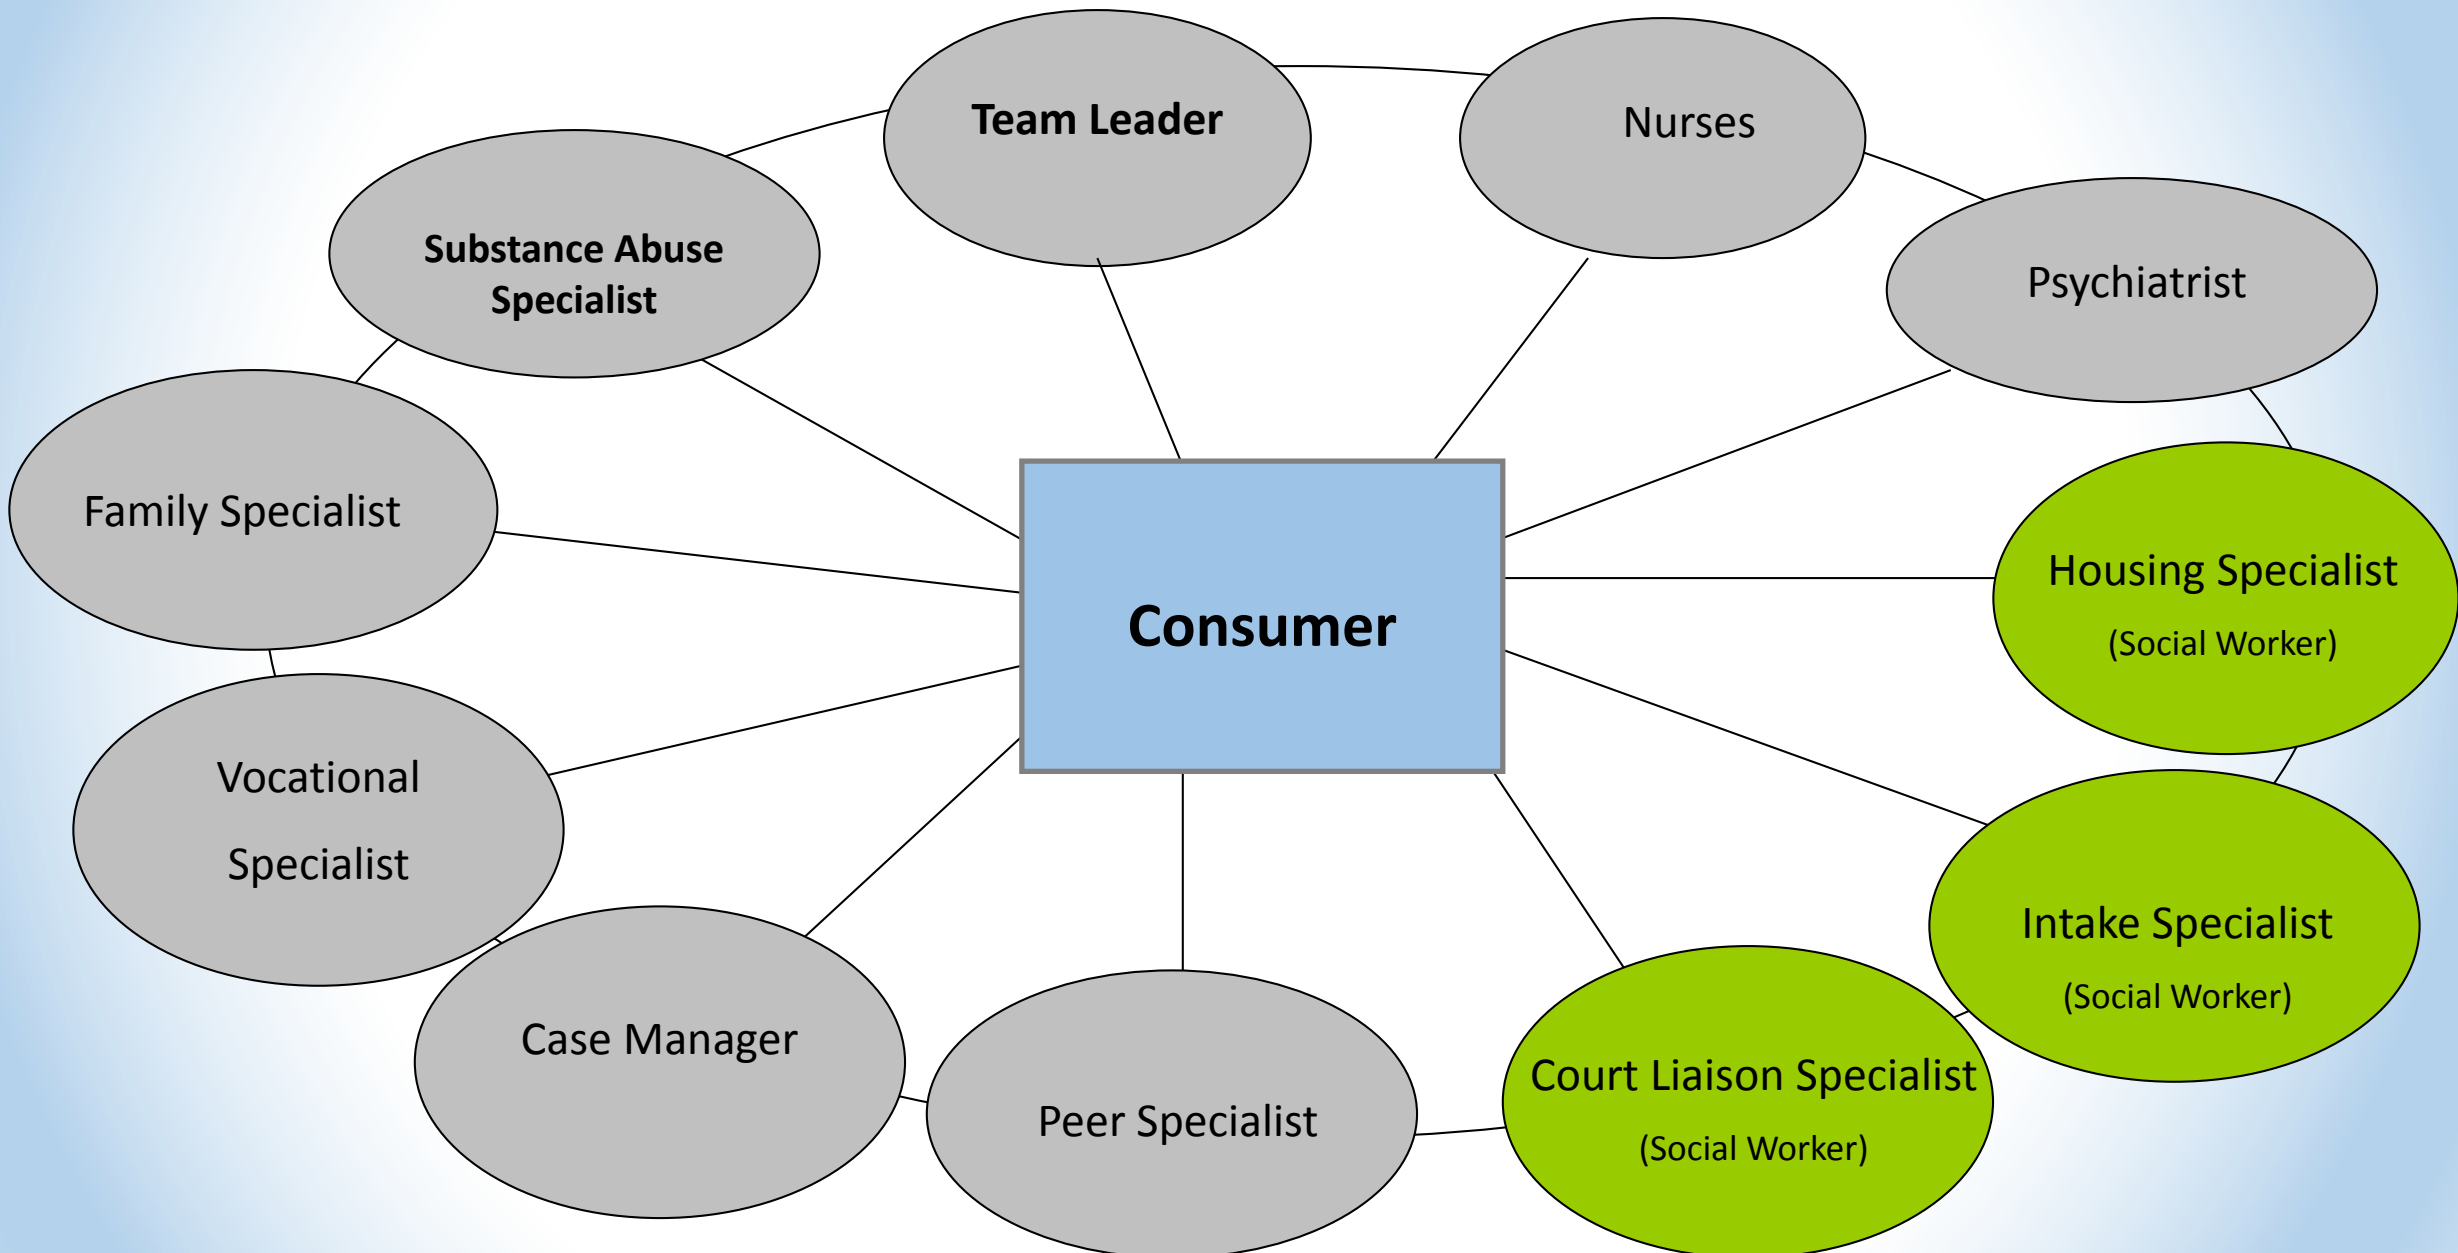 Team Leader
Nurses
Substance Abuse
Specialist
Psychiatrist
Family Specialist
Housing Specialist
(Social Worker)
Consumer
Vocational
Specialist
Intake Specialist
(Social Worker)
Case Manager
Peer Specialist
Court Liaison Specialist
(Social Worker)